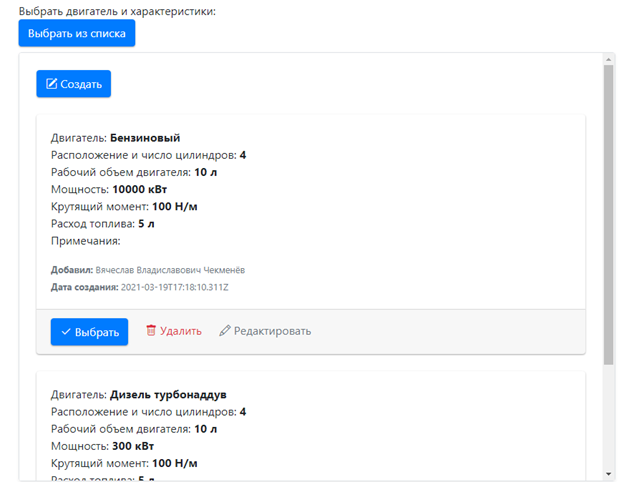 Выбрать двигатель и характеристики:
Выбрать из списка
Создать
Двигатель: Бензиновый
Расположение и число цилиндров: 4
Рабочий объем двигателя: 10 л
Мощность: 10000 кВт
Крутящий момент: 100 Н/м
Расход топлива: 5 л
Примечания:
Добавил: Вячеслав Владиславович Чекменёв
Дата создания: 2021-03-19T17:18:10.311Z
Выбрать Удалить Редактировать
Двигатель: Дизель турбонаддув
Расположение и число цилиндров: 4
Рабочий объем двигателя: 10 л
Мощность: 300 кВт
Крутящий момент: 100 Н/м
Расход топлива: 5 л